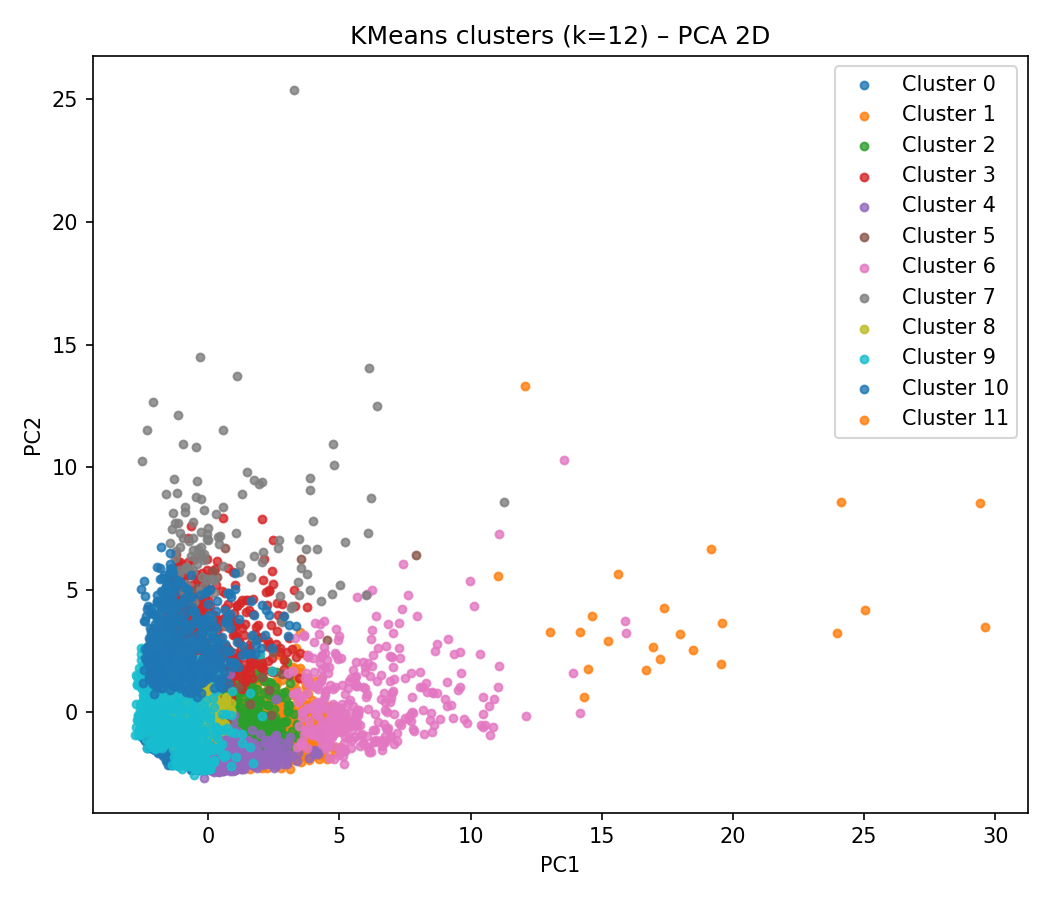 KMeans clusters (k=12) – PCA 2D
Cluster 0
Cluster 1
Cluster 2
Cluster 3
Cluster 4
Cluster 5
Cluster 6
Cluster 7
Cluster 8
Cluster 9
Cluster 10
Cluster 11
25
20
15
10
5
0
PC2
0 5 10 15 20 25 30
PC1